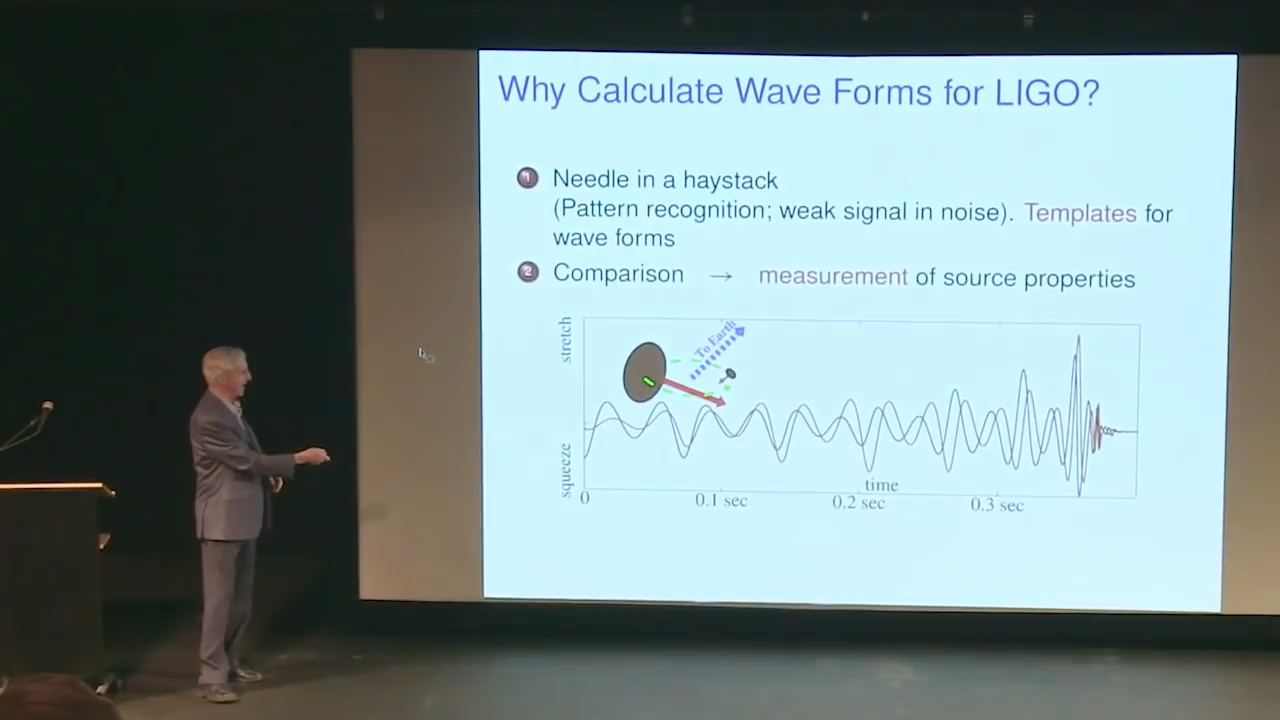 Why Calculate Wave Forms for LIGO?
1 Needle in a haystack
(Pattern recognition; weak signal in noise). Templates for
wave forms
2 Comparison → measurement of source properties
stretch
To Earth
squeeze
time
0 0.1 sec 0.2 sec 0.3 sec